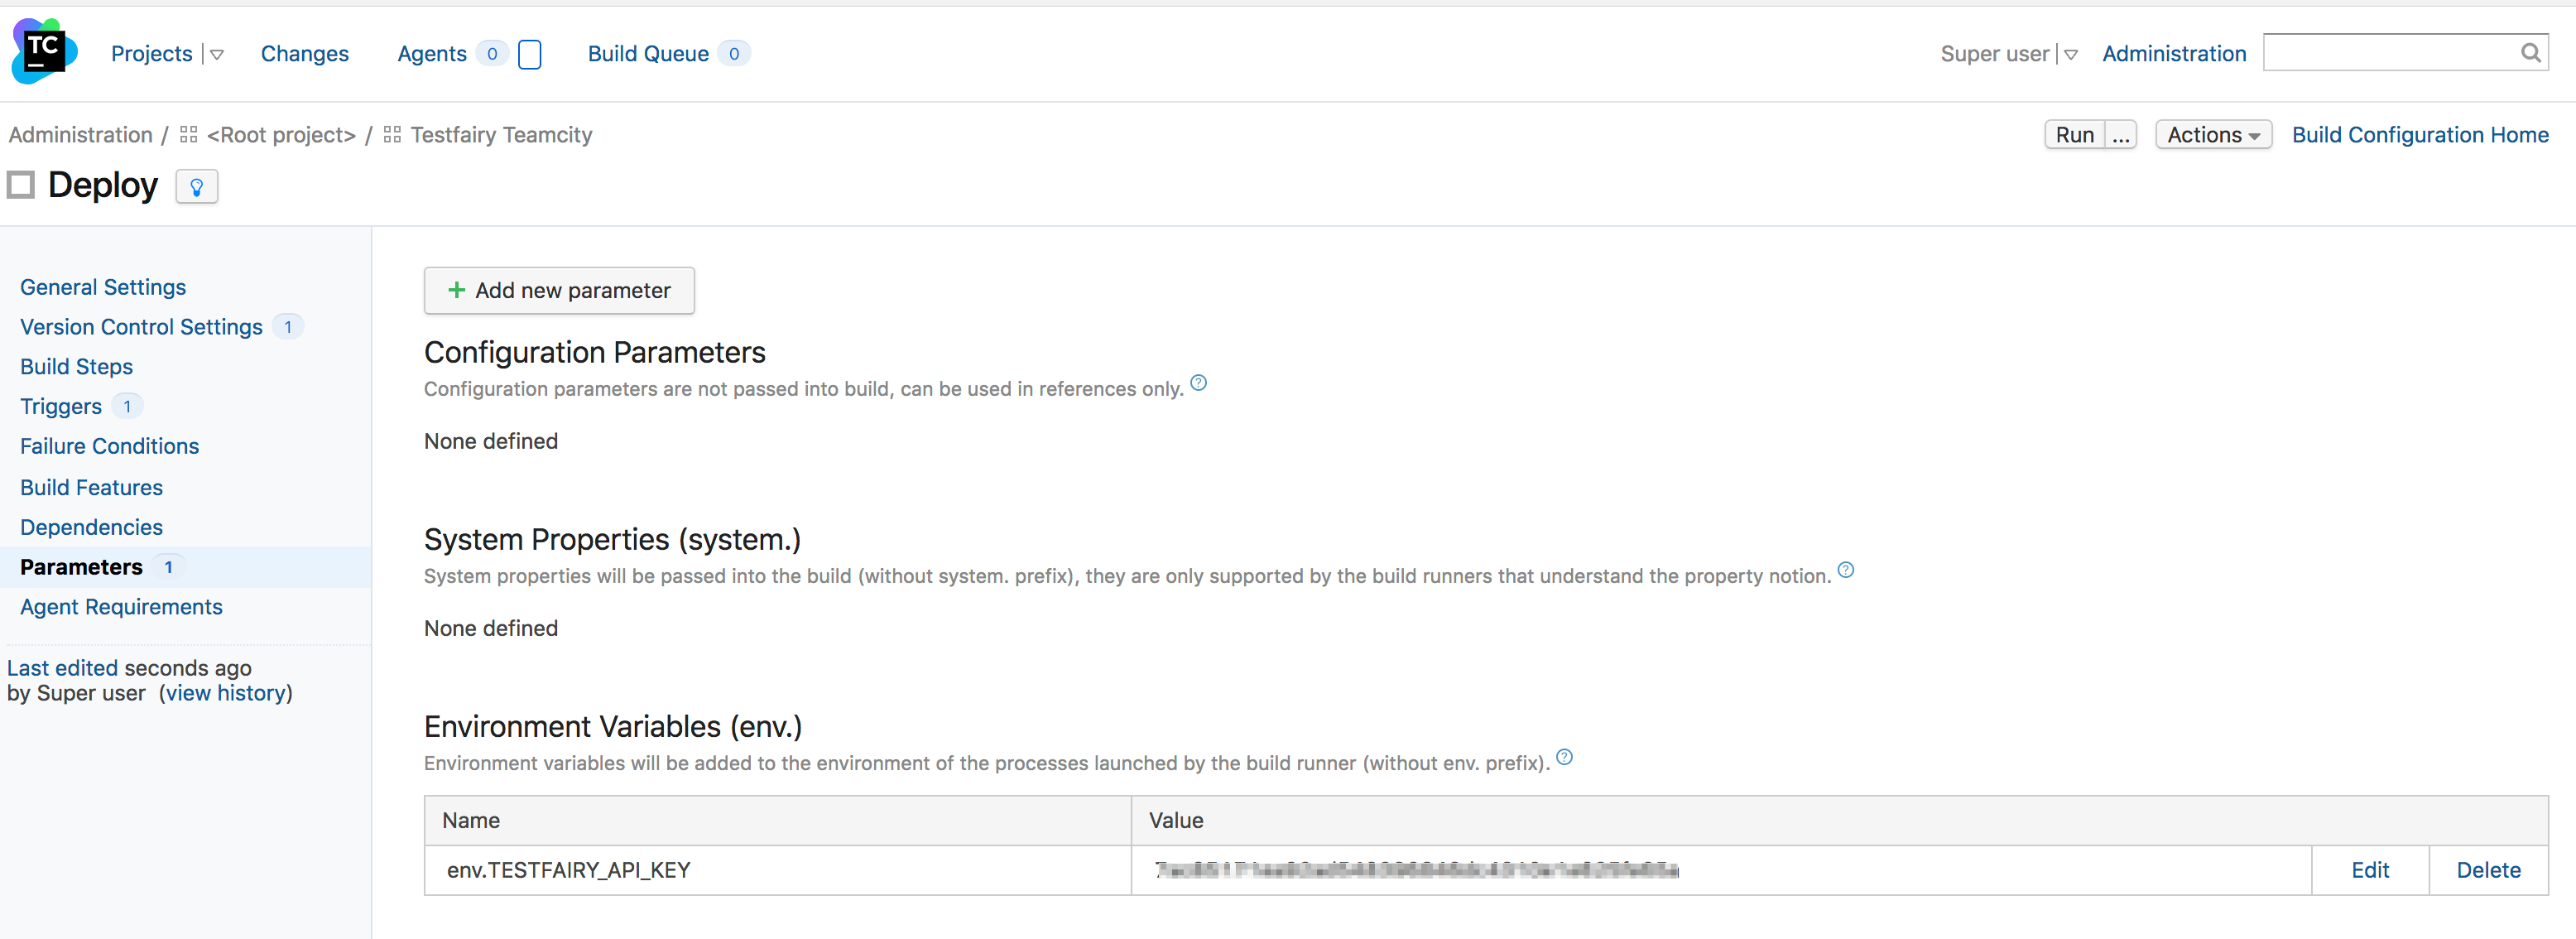 TC
Projects Changes Agents 0 Build Queue 0 Super user Administration
Administration / <Root project> / Testfairy Teamcity Run ... Actions Build Configuration Home
Deploy
General Settings
Version Control Settings 1
Build Steps
Triggers 1
Failure Conditions
Build Features
Dependencies
Parameters 1
Agent Requirements
Last edited seconds ago
by Super user (view history)
+ Add new parameter
Configuration Parameters
Configuration parameters are not passed into build, can be used in references only. ?
None defined
System Properties (system.)
System properties will be passed into the build (without system. prefix), they are only supported by the build runners that understand the property notion. ?
None defined
Environment Variables (env.)
Environment variables will be added to the environment of the processes launched by the build runner (without env. prefix). ?
Name Value
env.TESTFAIRY_API_KEY Edit Delete